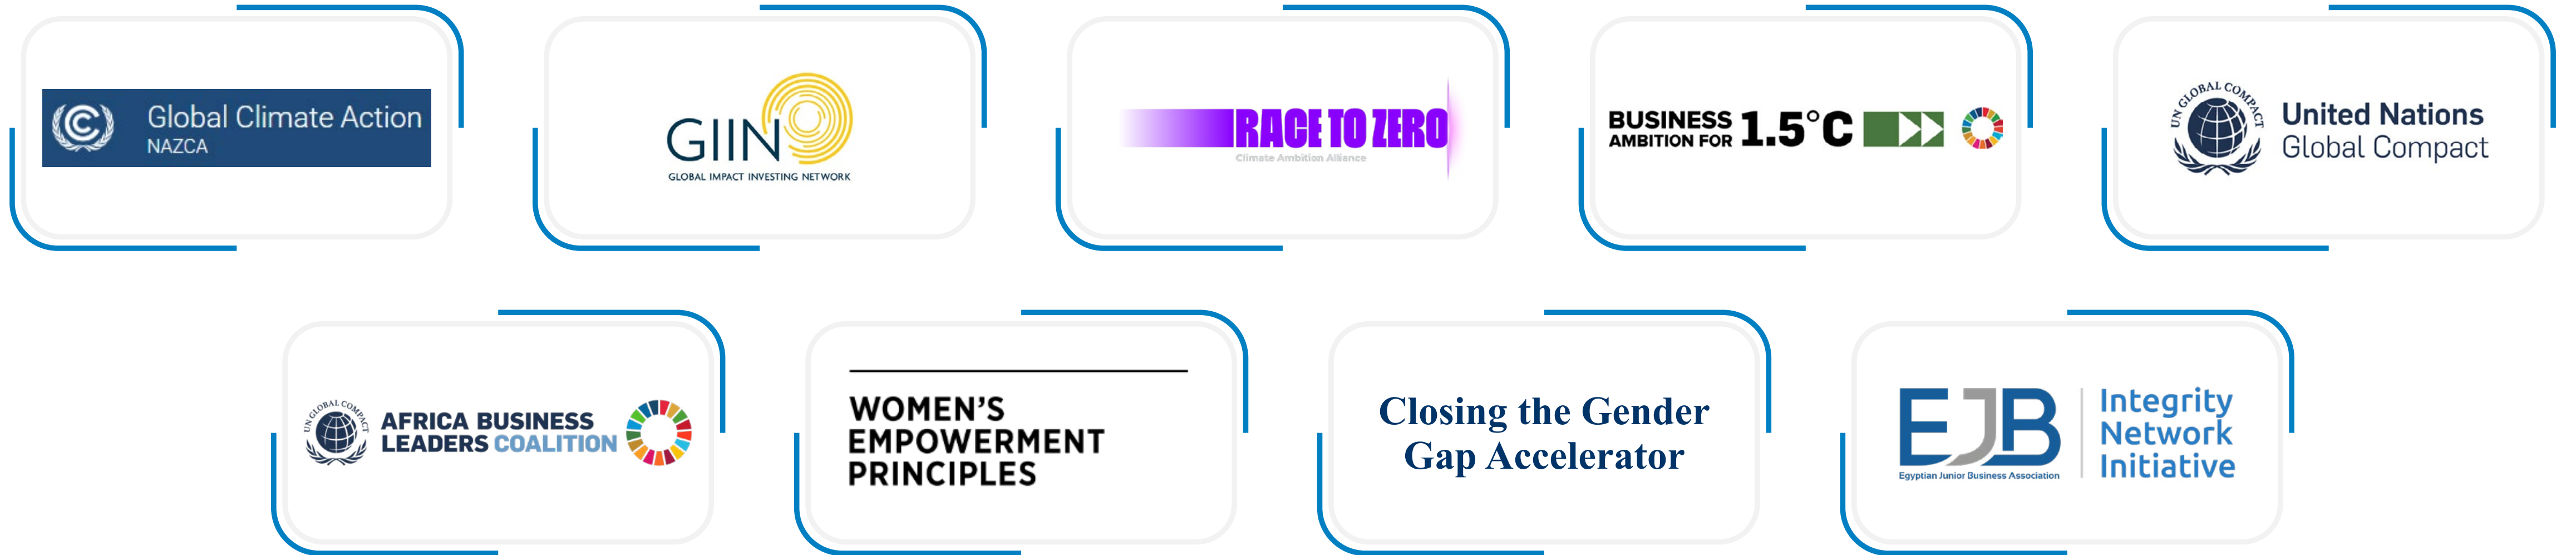 Global Climate Action
NAZCA
GIIN
GLOBAL IMPACT INVESTING NETWORK
RACE TO ZERO
Climate Ambition Alliance
BUSINESS
AMBITION FOR 1.5°C
UN GLOBAL COMPACT
United Nations
Global Compact
UN GLOBAL COMPACT
AFRICA BUSINESS
LEADERS COALITION
WOMEN'S
EMPOWERMENT
PRINCIPLES
Closing the Gender
Gap Accelerator
EJB
Egyptian Junior Business Association
Integrity
Network
Initiative